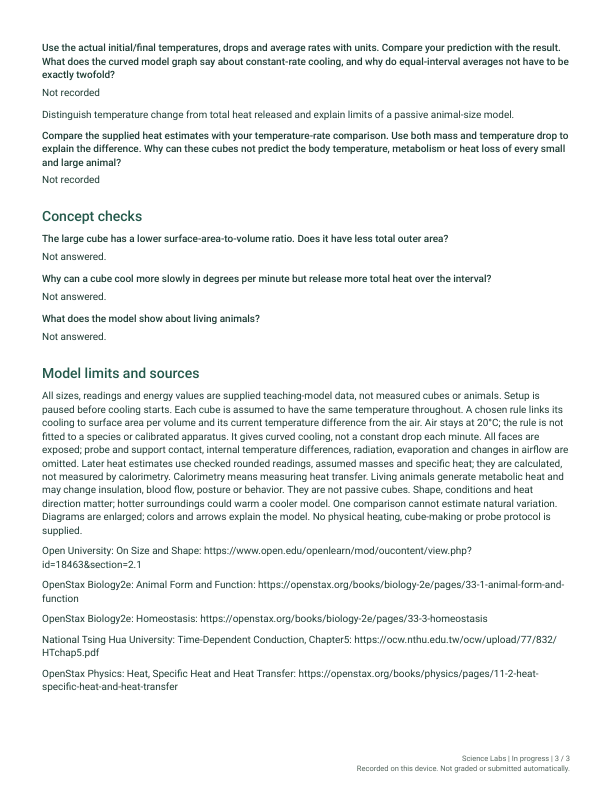 Use the actual initial/final temperatures, drops and average rates with units. Compare your prediction with the result.
What does the curved model graph say about constant-rate cooling, and why do equal-interval averages not have to be
exactly twofold?
Not recorded
Distinguish temperature change from total heat released and explain limits of a passive animal-size model.
Compare the supplied heat estimates with your temperature-rate comparison. Use both mass and temperature drop to
explain the difference. Why can these cubes not predict the body temperature, metabolism or heat loss of every small
and large animal?
Not recorded
Concept checks
The large cube has a lower surface-area-to-volume ratio. Does it have less total outer area?
Not answered.
Why can a cube cool more slowly in degrees per minute but release more total heat over the interval?
Not answered.
What does the model show about living animals?
Not answered.
Model limits and sources
All sizes, readings and energy values are supplied teaching-model data, not measured cubes or animals. Setup is
paused before cooling starts. Each cube is assumed to have the same temperature throughout. A chosen rule links its
cooling to surface area per volume and its current temperature difference from the air. Air stays at 20°C; the rule is not
fitted to a species or calibrated apparatus. It gives curved cooling, not a constant drop each minute. All faces are
exposed; probe and support contact, internal temperature differences, radiation, evaporation and changes in airflow are
omitted. Later heat estimates use checked rounded readings, assumed masses and specific heat; they are calculated,
not measured by calorimetry. Calorimetry means measuring heat transfer. Living animals generate metabolic heat and
may change insulation, blood flow, posture or behavior. They are not passive cubes. Shape, conditions and heat
direction matter; hotter surroundings could warm a cooler model. One comparison cannot estimate natural variation.
Diagrams are enlarged; colors and arrows explain the model. No physical heating, cube-making or probe protocol is
supplied.
Open University: On Size and Shape: https://www.open.edu/openlearn/mod/oucontent/view.php?
id=18463&section=2.1
OpenStax Biology2e: Animal Form and Function: https://openstax.org/books/biology-2e/pages/33-1-animal-form-and-
function
OpenStax Biology2e: Homeostasis: https://openstax.org/books/biology-2e/pages/33-3-homeostasis
National Tsing Hua University: Time-Dependent Conduction, Chapter5: https://ocw.nthu.edu.tw/ocw/upload/77/832/
HTchap5.pdf
OpenStax Physics: Heat, Specific Heat and Heat Transfer: https://openstax.org/books/physics/pages/11-2-heat-
specific-heat-and-heat-transfer
Science Labs | In progress | 3 / 3
Recorded on this device. Not graded or submitted automatically.